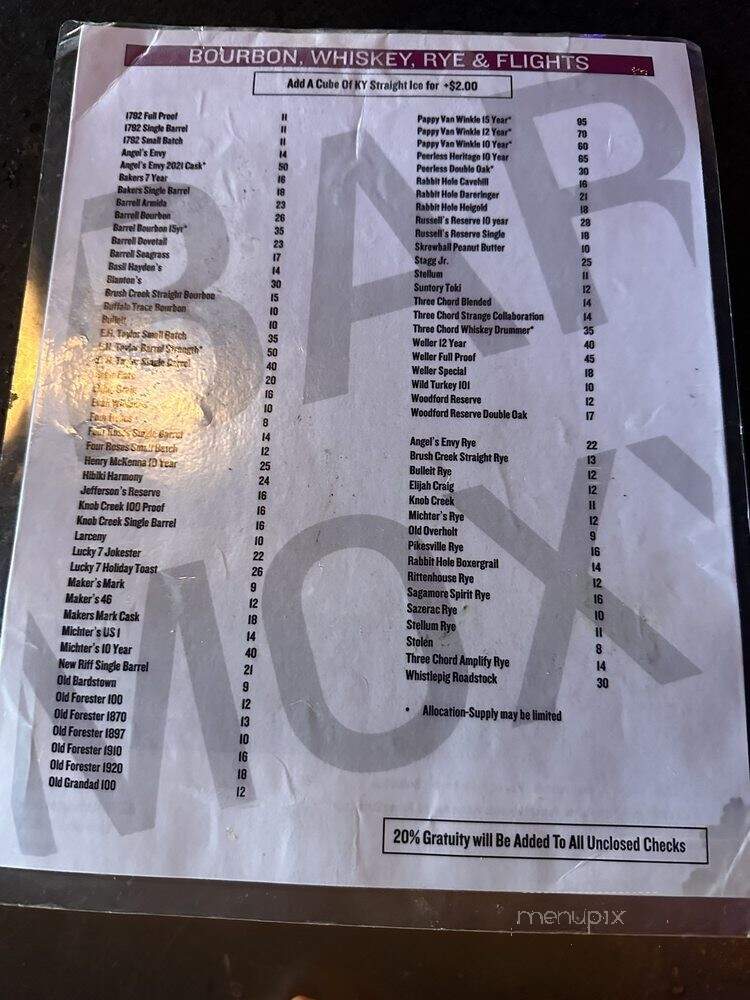 BOURBON, WHISKEY, RYE & FLIGHTS
Add A Cube Of KY Straight Ice for +$2.00
1792 Full Proof 11
1792 Single Barrel 11
1792 Small Batch 11
Angel's Envy 14
Angel's Envy 2021 Cask* 50
Bakers 7 Year 16
Bakers Single Barrel 18
Barrell Armida 23
Barrell Bourbon 26
Barrel Bourbon 15yr* 35
Barrell Dovetail 23
Barrell Seagrass 17
Basil Hayden's 14
Blanton's 30
Brush Creek Straight Bourbon 15
Buffalo Trace Bourbon 10
Bulleit 10
E.H. Taylor Small Batch 35
E.H. Taylor Barrel Strength* 50
E.H. Taylor Single Barrel 40
20
16
Evan Williams 10
Four Roses 8
Four Roses Single Barrel 14
Four Roses Small Batch 12
Henry McKenna 10 Year 25
Hibiki Harmony 24
Jefferson's Reserve 16
Knob Creek 100 Proof 16
Knob Creek Single Barrel 16
Larceny 10
Lucky 7 Jokester 22
Lucky 7 Holiday Toast 26
Maker's Mark 9
Maker's 46 12
Makers Mark Cask 18
Michter's US 1 14
Michter's 10 Year 40
New Riff Single Barrel 21
Old Bardstown 9
Old Forester 100 12
Old Forester 1870 13
Old Forester 1897 10
Old Forester 1910 16
Old Forester 1920 18
Old Grandad 100 12
Pappy Van Winkle 15 Year* 95
Pappy Van Winkle 12 Year* 70
Pappy Van Winkle 10 Year* 60
Peerless Heritage 10 Year 65
Peerless Double Oak* 30
Rabbit Hole Cavehill 16
Rabbit Hole Dareringer 21
Rabbit Hole Heigold 18
Russell's Reserve 10 year 28
Russell's Reserve Single 18
Skrewball Peanut Butter 10
Stagg Jr. 25
Stellum 11
Suntory Toki 12
Three Chord Blended 14
Three Chord Strange Collaboration 14
Three Chord Whiskey Drummer* 35
Weller 12 Year 40
Weller Full Proof 45
Weller Special 18
Wild Turkey 101 10
Woodford Reserve 12
Woodford Reserve Double Oak 17
Angel's Envy Rye 22
Brush Creek Straight Rye 13
Bulleit Rye 12
Elijah Craig 12
Knob Creek 11
Michter's Rye 12
Old Overholt 9
Pikesville Rye 16
Rabbit Hole Boxergrail 14
Rittenhouse Rye 12
Sagamore Spirit Rye 16
Sazerac Rye 10
Stellum Rye 11
Stolen 8
Three Chord Amplify Rye 14
Whistlepig Roadstock 30
• Allocation-Supply may be limited
20% Gratuity will Be Added To All Unclosed Checks
BAR
MOXY
menupix